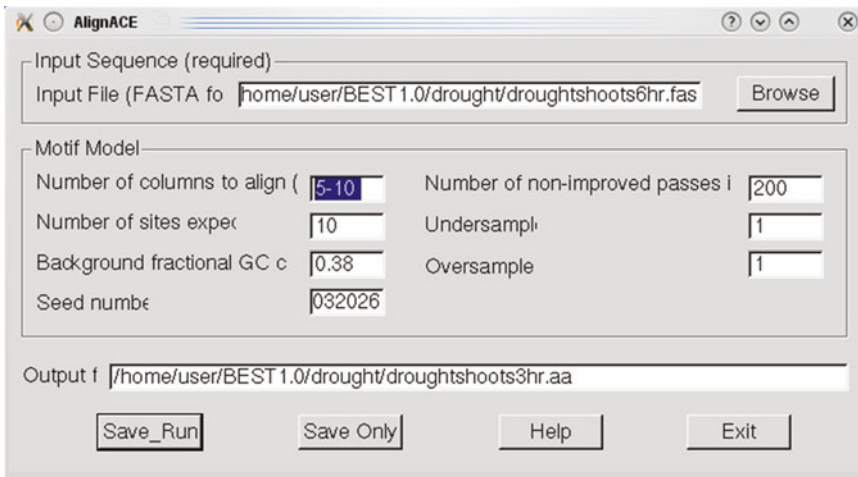 AlignACE
Input Sequence (required)
Input File (FASTA fo home/user/BEST1.0/drought/droughtshoots6hr.fas Browse
Motif Model
Number of columns to align ( 5-10 Number of non-improved passes i 200
Number of sites expec 10 Undersampl 1
Background fractional GC c 0.38 Oversample 1
Seed numbe 032026
Output f /home/user/BEST1.0/drought/droughtshoots3hr.aa
Save_Run Save Only Help Exit